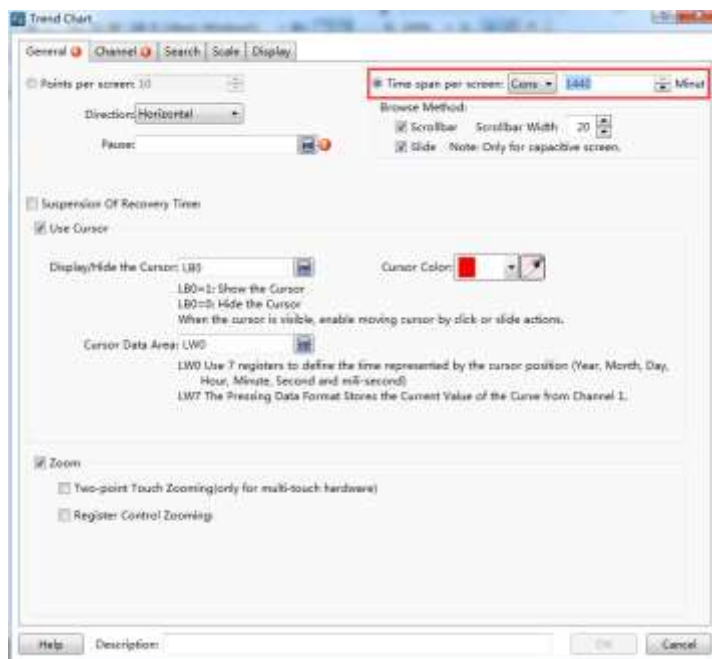 Trend Chart
General Channel Search Scale Display
Points per screen: 10
Time span per screen: Cons 1440 Minut
Direction: Horizontal
Browse Method:
Scrollbar Scrollbar Width 20
Pause:
Slide Note: Only for capacitive screen.
Suspension Of Recovery Time:
Use Cursor
Display/Hide the Cursor: LB0
Cursor Color:
LB0=1: Show the Cursor
LB0=0: Hide the Cursor
When the cursor is visible, enable moving cursor by click or slide actions.
Cursor Data Area: LW0
LW0 Use 7 registers to define the time represented by the cursor position (Year, Month, Day,
Hour, Minute, Second and mili-second)
LW7 The Pressing Data Format Stores the Current Value of the Curve from Channel 1.
Zoom
Two-point Touch Zooming(only for multi-touch hardware)
Register Control Zooming:
Help Description: OK Cancel